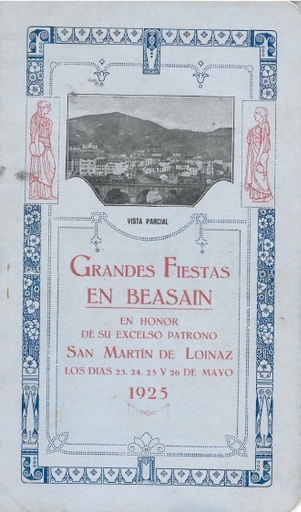 VISTA PARCIAL
GRANDES FIESTAS
EN BEASAIN
EN HONOR
DE SU EXCELSO PATRONO
SAN MARTÍN DE LOINAZ
LOS DIAS 23, 24, 25 Y 26 DE MAYO
1925